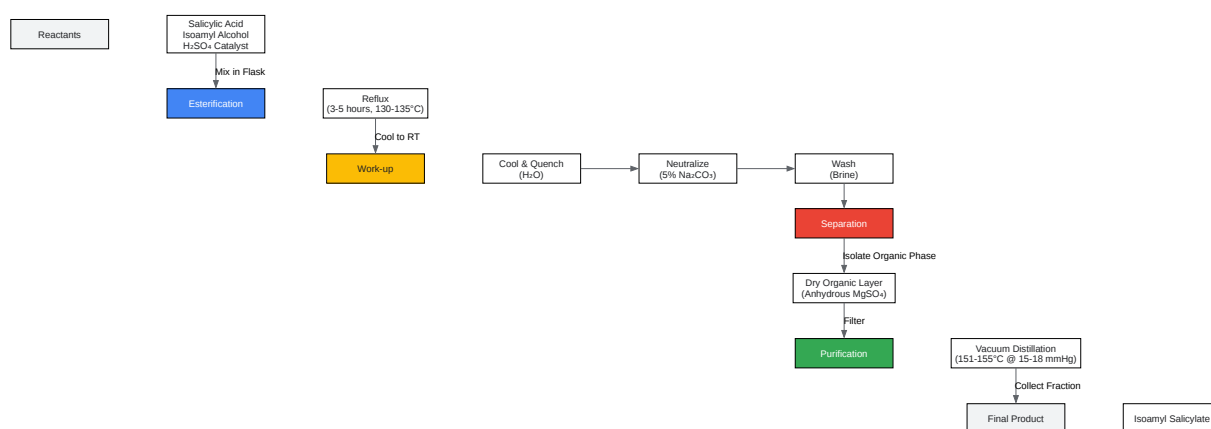 Reactants
Salicylic Acid
Isoamyl Alcohol
H₂SO₄ Catalyst
Mix in Flask
Esterification
Reflux
(3-5 hours, 130-135°C)
Cool to RT
Work-up
Cool & Quench
(H₂O)
Neutralize
(5% Na₂CO₃)
Wash
(Brine)
Separation
Isolate Organic Phase
Dry Organic Layer
(Anhydrous MgSO₄)
Filter
Purification
Vacuum Distillation
(151-155°C @ 15-18 mmHg)
Collect Fraction
Final Product
Isoamyl Salicylate